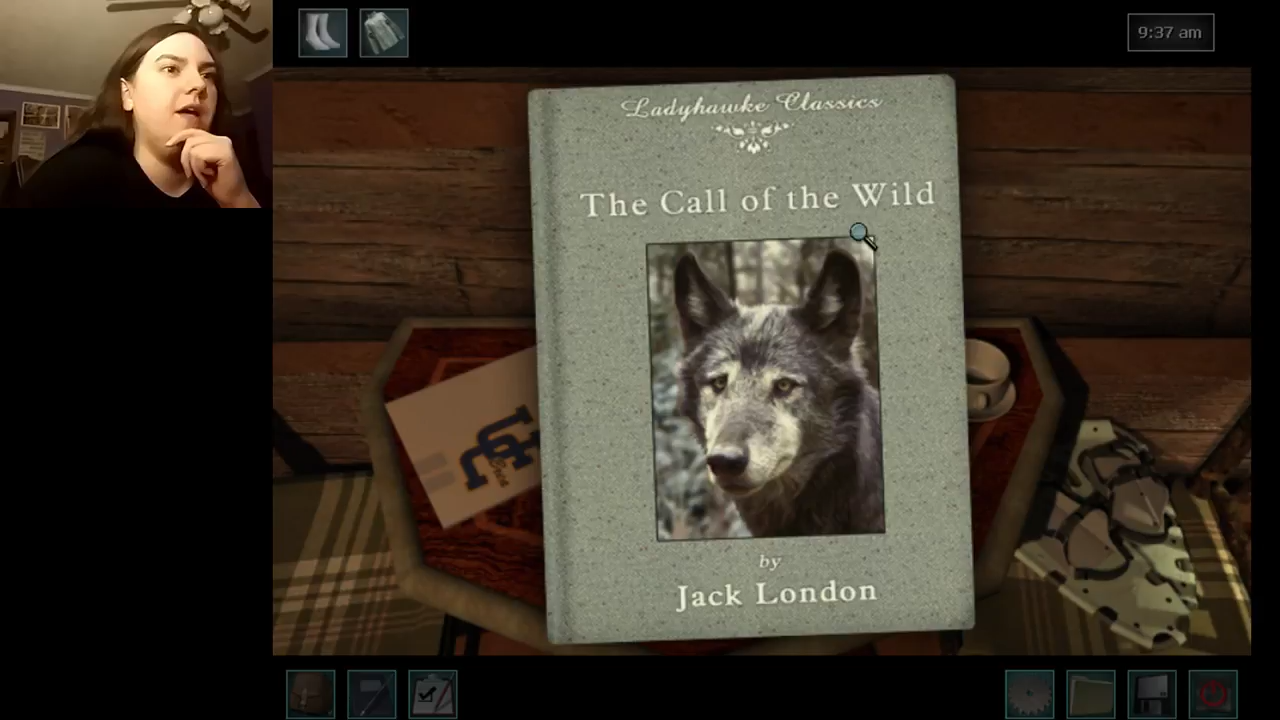 9:37 am
Ladyhawke Classics
The Call of the Wild
by
Jack London